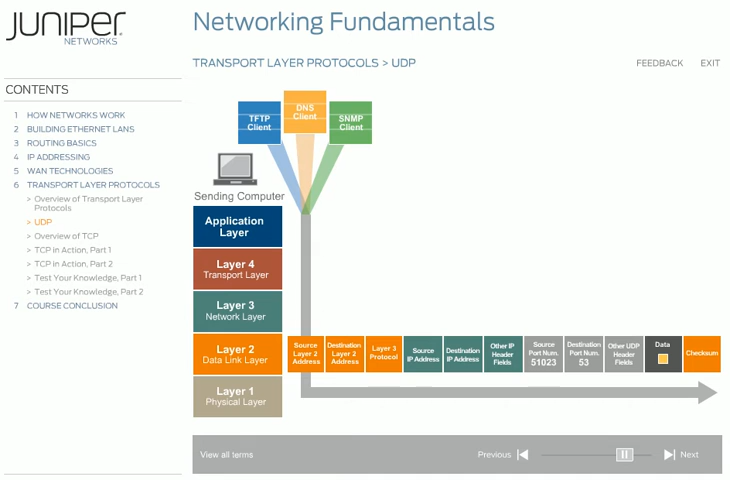 JUNIPER
NETWORKS
Networking Fundamentals
TRANSPORT LAYER PROTOCOLS > UDP
FEEDBACK
EXIT
CONTENTS
1 HOW NETWORKS WORK
2 BUILDING ETHERNET LANS
3 ROUTING BASICS
4 IP ADDRESSING
5 WAN TECHNOLOGIES
6 TRANSPORT LAYER PROTOCOLS
> Overview of Transport Layer
Protocols
> UDP
> Overview of TCP
> TCP in Action, Part 1
> TCP in Action, Part 2
> Test Your Knowledge, Part 1
> Test Your Knowledge, Part 2
7 COURSE CONCLUSION
TFTP
Client
DNS
Client
SNMP
Client
Sending Computer
Application
Layer
Layer 4
Transport Layer
Layer 3
Network Layer
Layer 2
Data Link Layer
Source
Layer 2
Address
Destination
Layer 2
Address
Layer 3
Protocol
Source
IP Address
Destination
IP Address
Other IP
Header
Fields
Source
Port Num.
51023
Destination
Port Num.
53
Other UDP
Header
Fields
Data
Checksum
Layer 1
Physical Layer
View all terms
Previous
Next